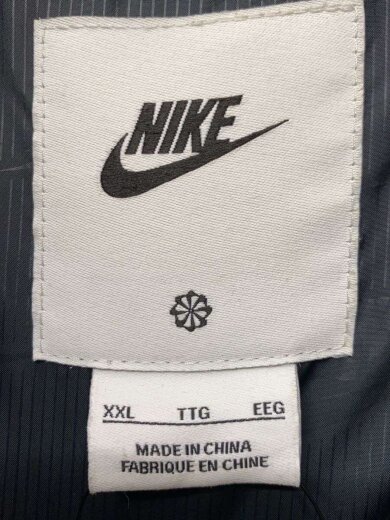 NIKE
XXL TTG EEG
MADE IN CHINA
FABRIQUE EN CHINE